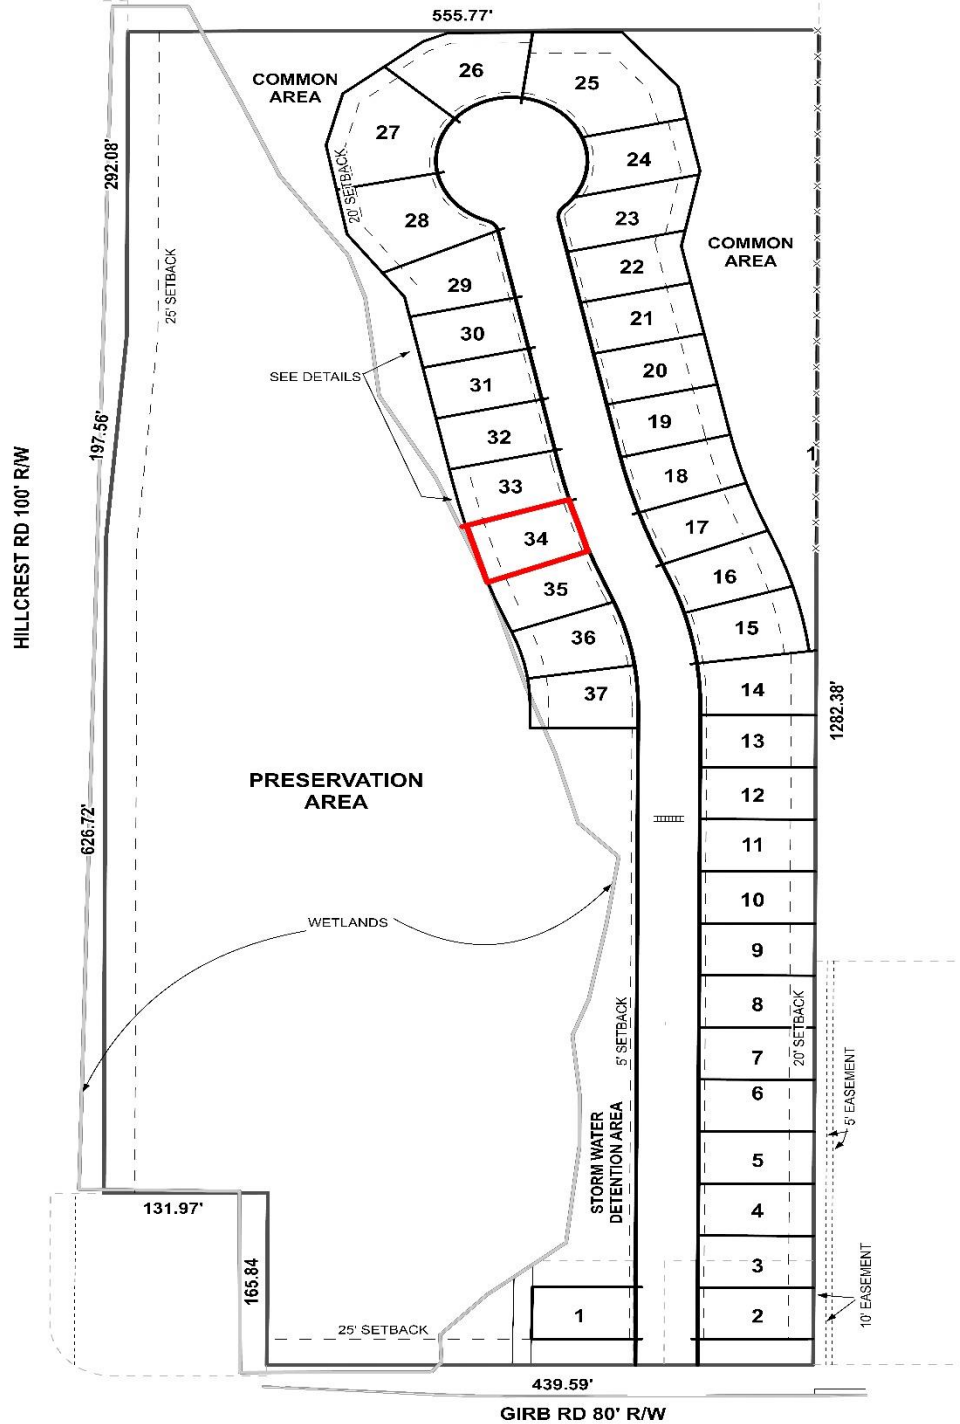 555.77'
COMMON
AREA
26
25
27
24
292.08'
20' SETBACK
28
23
COMMON
AREA
22
25' SETBACK
29
21
30
SEE DETAILS
20
31
19
197.56'
32
1
18
33
HILLCREST RD 100' R/W
17
34
16
35
15
36
14
37
1282.38'
13
PRESERVATION
AREA
12
626.72'
11
10
WETLANDS
9
8
5' SETBACK
20' SETBACK
7
6
5' EASEMENT
STORM WATER
DETENTION AREA
5
131.97'
4
3
165.84
10' EASEMENT
1
2
25' SETBACK
439.59'
GIRB RD 80' R/W